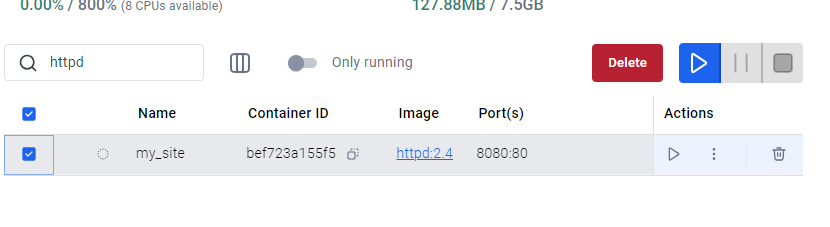 0.00% / 800% (8 CPUs available) 127.88MB / 7.5GB
httpd Only running Delete
Name Container ID Image Port(s) Actions
my_site bef723a155f5 httpd:2.4 8080:80